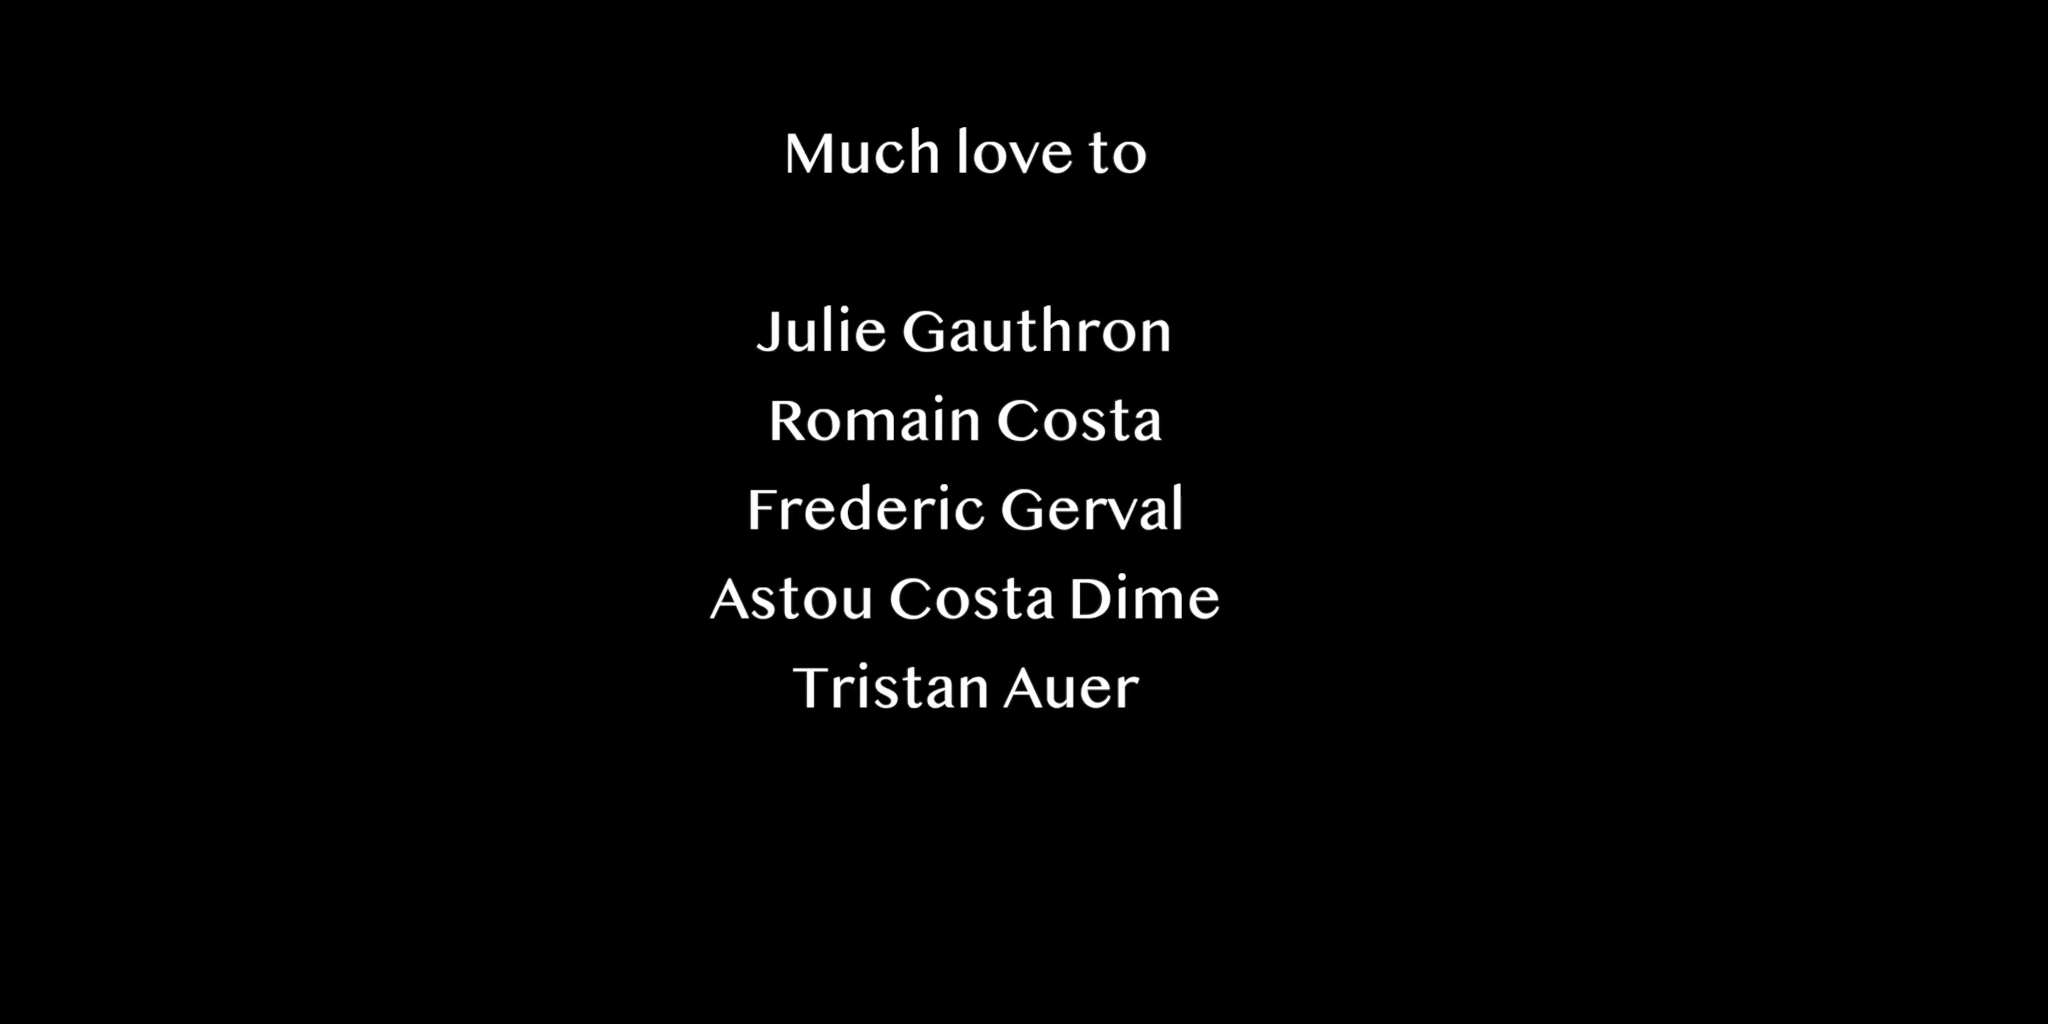 Much love to
Julie Gauthron
Romain Costa
Frederic Gerval
Astou Costa Dime
Tristan Auer